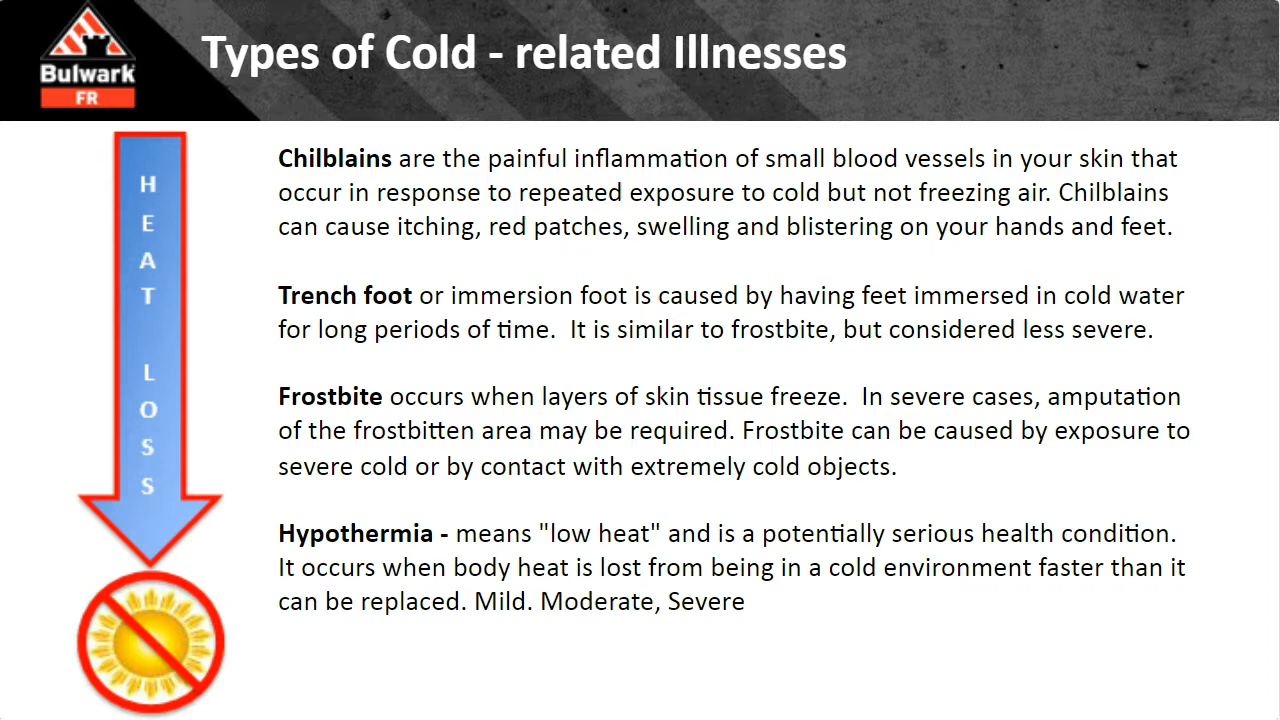 Bulwark
FR
Types of Cold - related Illnesses
HEAT LOSS
Chilblains are the painful inflammation of small blood vessels in your skin that
occur in response to repeated exposure to cold but not freezing air. Chilblains
can cause itching, red patches, swelling and blistering on your hands and feet.
Trench foot or immersion foot is caused by having feet immersed in cold water
for long periods of time.  It is similar to frostbite, but considered less severe.
Frostbite occurs when layers of skin tissue freeze.  In severe cases, amputation
of the frostbitten area may be required. Frostbite can be caused by exposure to
severe cold or by contact with extremely cold objects.
Hypothermia - means "low heat" and is a potentially serious health condition.
It occurs when body heat is lost from being in a cold environment faster than it
can be replaced. Mild. Moderate, Severe